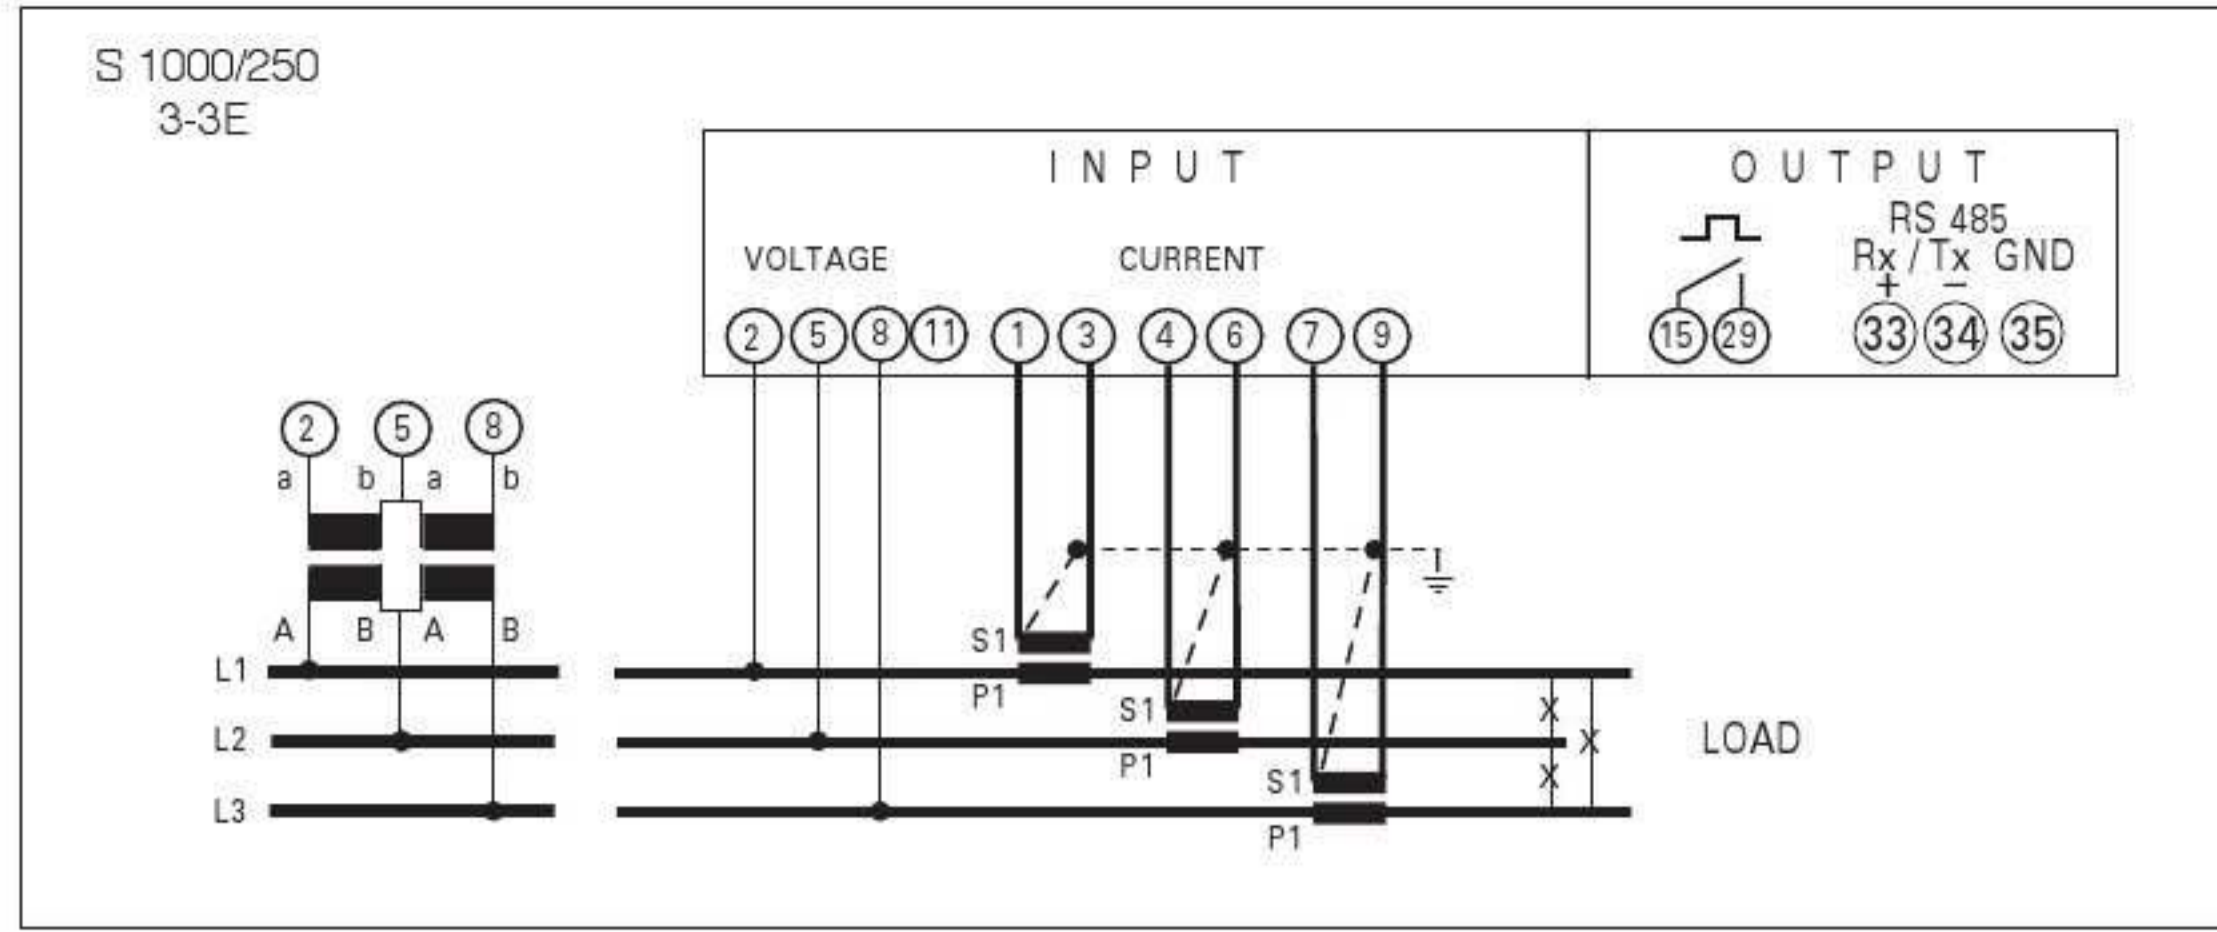 S 1000/250
3-3E
I N P U T
O U T P U T
RS 485
VOLTAGE CURRENT Rx / Tx GND
+ −
2 5 8 11 1 3 4 6 7 9 15 29 33 34 35
2 5 8
a b a b
A B A B
S1
L1
P1
S1
X
L2
X
LOAD
P1
X
S1
L3
P1